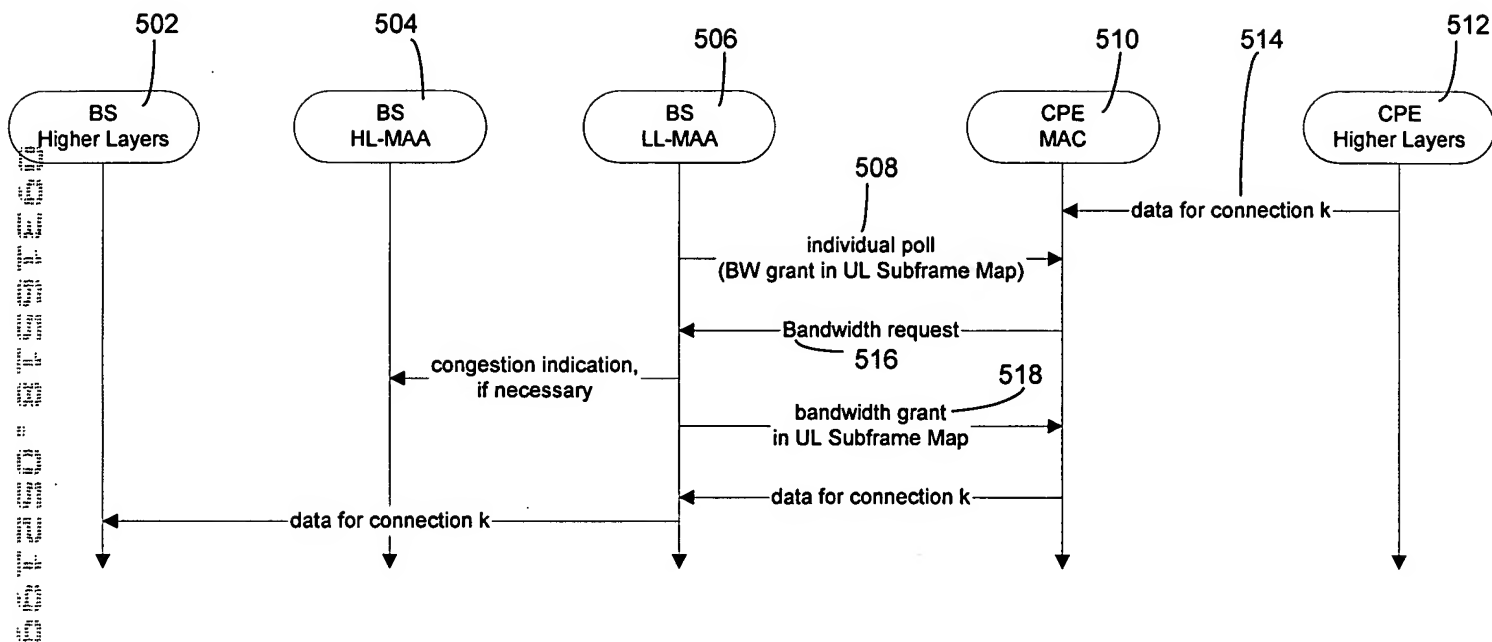 502
504
506
510
514
512
BS
Higher Layers
BS
HL-MAA
BS
LL-MAA
CPE
MAC
CPE
Higher Layers
508
data for connection k
individual poll
(BW grant in UL Subframe Map)
Bandwidth request
516
congestion indication,
if necessary
518
bandwidth grant
in UL Subframe Map
data for connection k
data for connection k